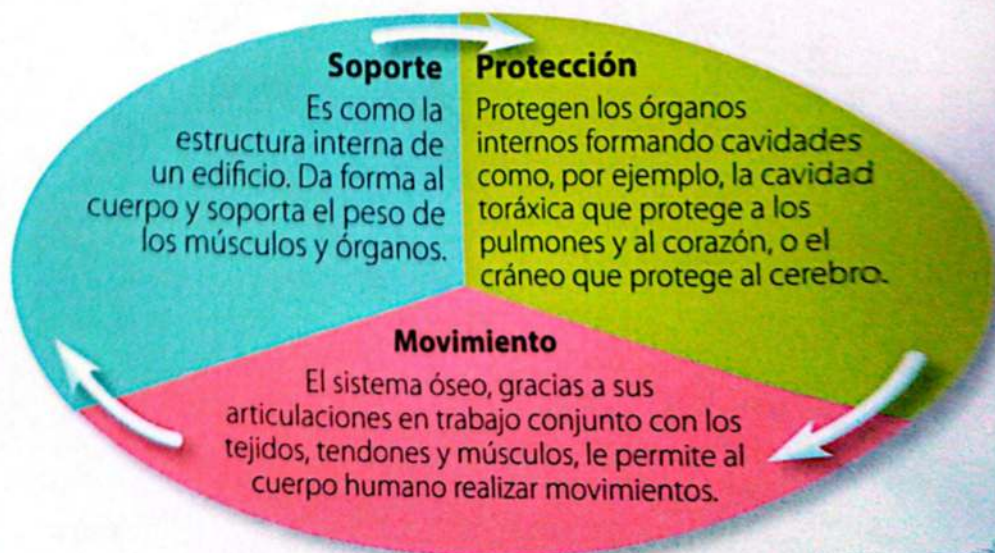 Soporte
Es como la
estructura interna de
un edificio. Da forma al
cuerpo y soporta el peso de
los músculos y órganos.
Protección
Protegen los órganos
internos formando cavidades
como, por ejemplo, la cavidad
toráxica que protege a los
pulmones y al corazón, o el
cráneo que protege al cerebro.
Movimiento
El sistema óseo, gracias a sus
articulaciones en trabajo conjunto con los
tejidos, tendones y músculos, le permite al
cuerpo humano realizar movimientos.